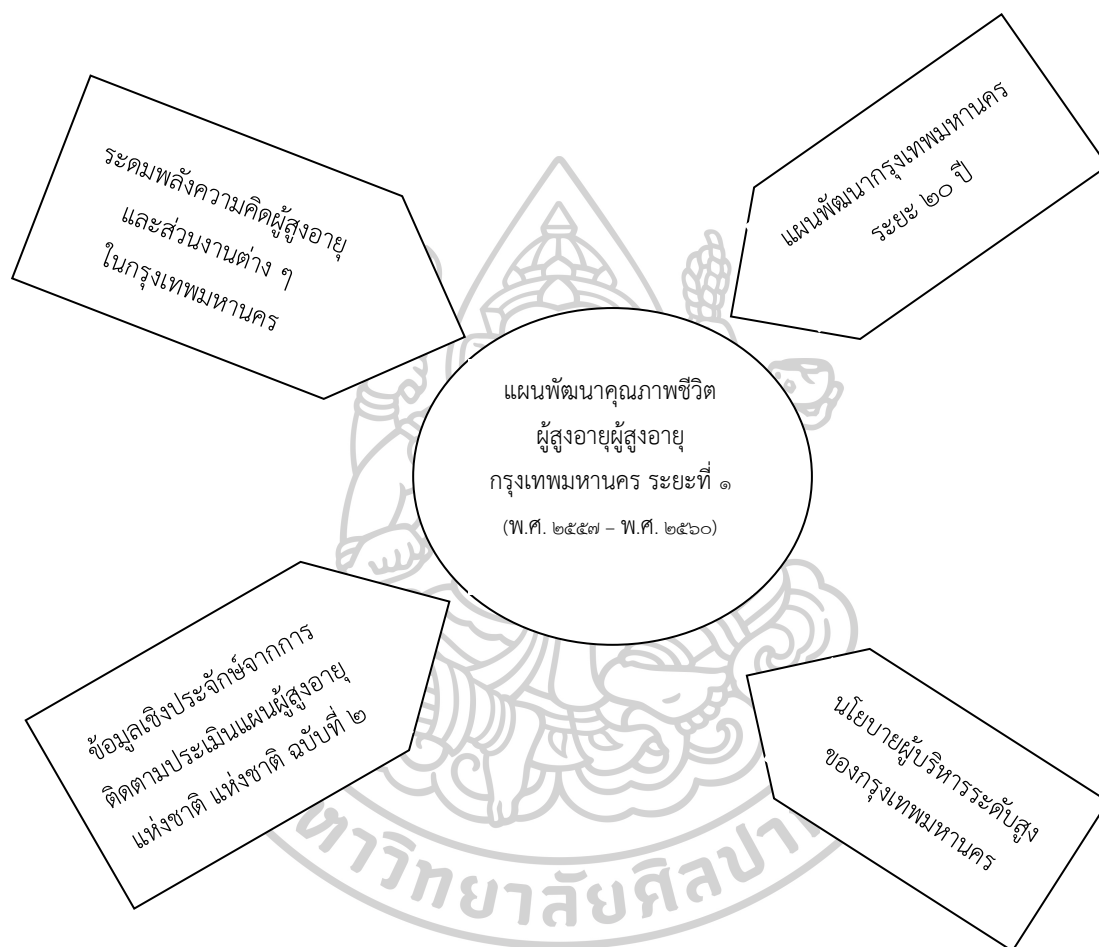 ระดมพลังความคิดผู้สูงอายุ
และส่วนงานต่าง ๆ
ในกรุงเทพมหานคร
แผนพัฒนากรุงเทพมหานคร
ระยะ ๒๐ ปี
แผนพัฒนาคุณภาพชีวิต
ผู้สูงอายุผู้สูงอายุ
กรุงเทพมหานคร ระยะที่ ๑
(พ.ศ. ๒๕๕๗ – พ.ศ. ๒๕๖๐)
ข้อมูลเชิงประจักษ์จากการ
ติดตามประเมินแผนผู้สูงอายุ
แห่งชาติ แห่งชาติ ฉบับที่ ๒
นโยบายผู้บริหารระดับสูง
ของกรุงเทพมหานคร